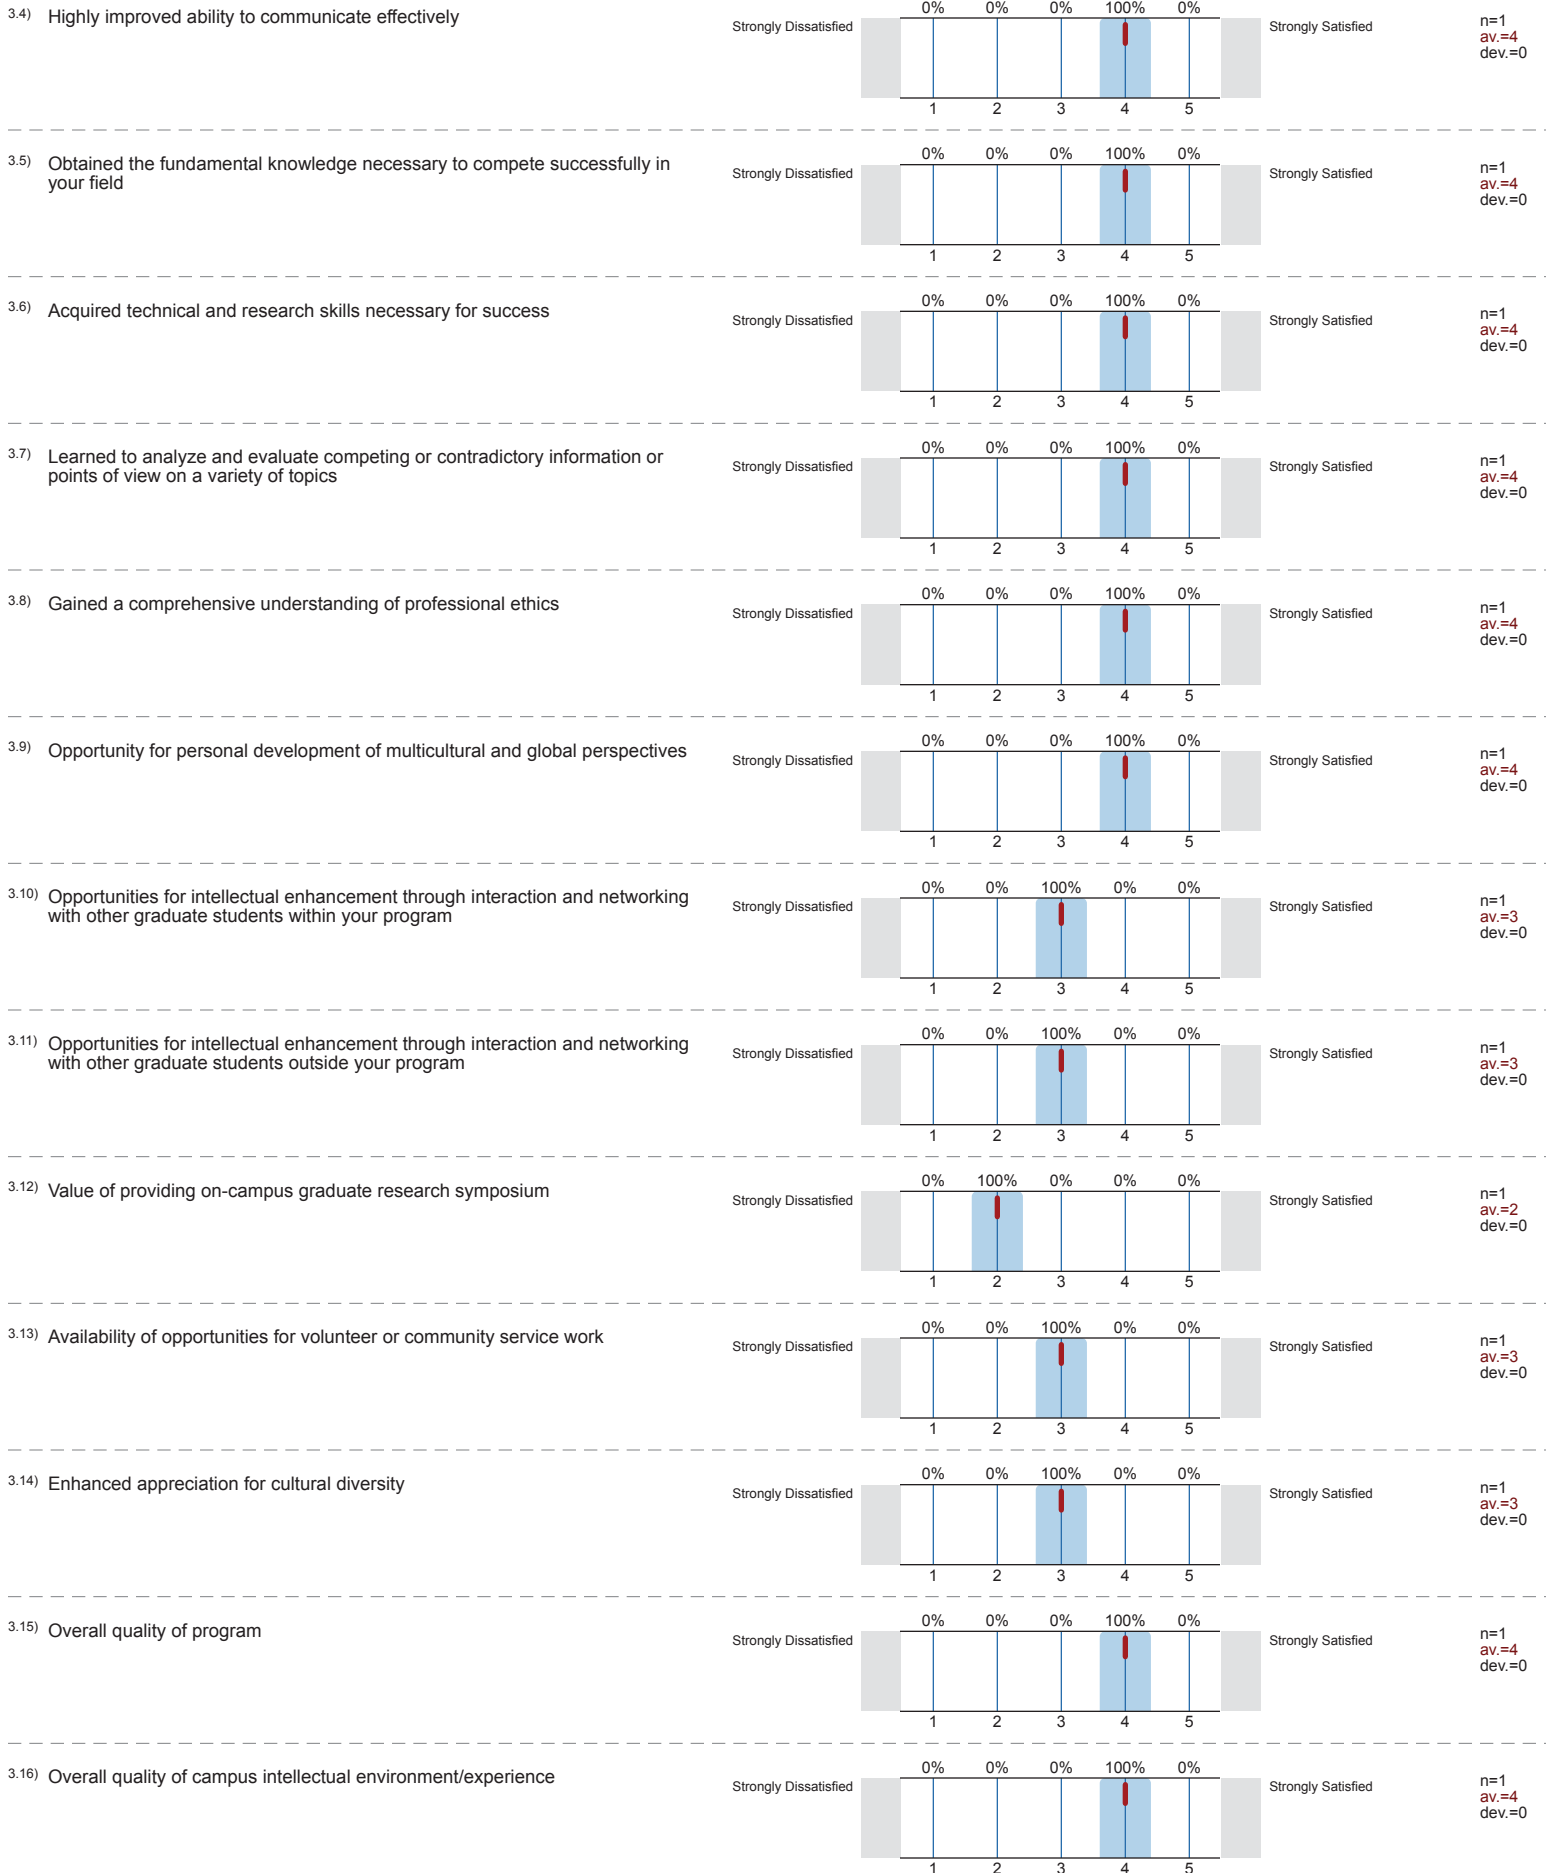 3.4) Highly improved ability to communicate effectively
0% 0% 0% 100% 0%
Strongly Dissatisfied Strongly Satisfied
n=1
av.=4
dev.=0
1 2 3 4 5
3.5) Obtained the fundamental knowledge necessary to compete successfully in
your field
0% 0% 0% 100% 0%
Strongly Dissatisfied Strongly Satisfied
n=1
av.=4
dev.=0
1 2 3 4 5
3.6) Acquired technical and research skills necessary for success
0% 0% 0% 100% 0%
Strongly Dissatisfied Strongly Satisfied
n=1
av.=4
dev.=0
1 2 3 4 5
3.7) Learned to analyze and evaluate competing or contradictory information or
points of view on a variety of topics
0% 0% 0% 100% 0%
Strongly Dissatisfied Strongly Satisfied
n=1
av.=4
dev.=0
1 2 3 4 5
3.8) Gained a comprehensive understanding of professional ethics
0% 0% 0% 100% 0%
Strongly Dissatisfied Strongly Satisfied
n=1
av.=4
dev.=0
1 2 3 4 5
3.9) Opportunity for personal development of multicultural and global perspectives
0% 0% 0% 100% 0%
Strongly Dissatisfied Strongly Satisfied
n=1
av.=4
dev.=0
1 2 3 4 5
3.10) Opportunities for intellectual enhancement through interaction and networking
with other graduate students within your program
0% 0% 100% 0% 0%
Strongly Dissatisfied Strongly Satisfied
n=1
av.=3
dev.=0
1 2 3 4 5
3.11) Opportunities for intellectual enhancement through interaction and networking
with other graduate students outside your program
0% 0% 100% 0% 0%
Strongly Dissatisfied Strongly Satisfied
n=1
av.=3
dev.=0
1 2 3 4 5
3.12) Value of providing on-campus graduate research symposium
0% 100% 0% 0% 0%
Strongly Dissatisfied Strongly Satisfied
n=1
av.=2
dev.=0
1 2 3 4 5
3.13) Availability of opportunities for volunteer or community service work
0% 0% 100% 0% 0%
Strongly Dissatisfied Strongly Satisfied
n=1
av.=3
dev.=0
1 2 3 4 5
3.14) Enhanced appreciation for cultural diversity
0% 0% 100% 0% 0%
Strongly Dissatisfied Strongly Satisfied
n=1
av.=3
dev.=0
1 2 3 4 5
3.15) Overall quality of program
0% 0% 0% 100% 0%
Strongly Dissatisfied Strongly Satisfied
n=1
av.=4
dev.=0
1 2 3 4 5
3.16) Overall quality of campus intellectual environment/experience
0% 0% 0% 100% 0%
Strongly Dissatisfied Strongly Satisfied
n=1
av.=4
dev.=0
1 2 3 4 5